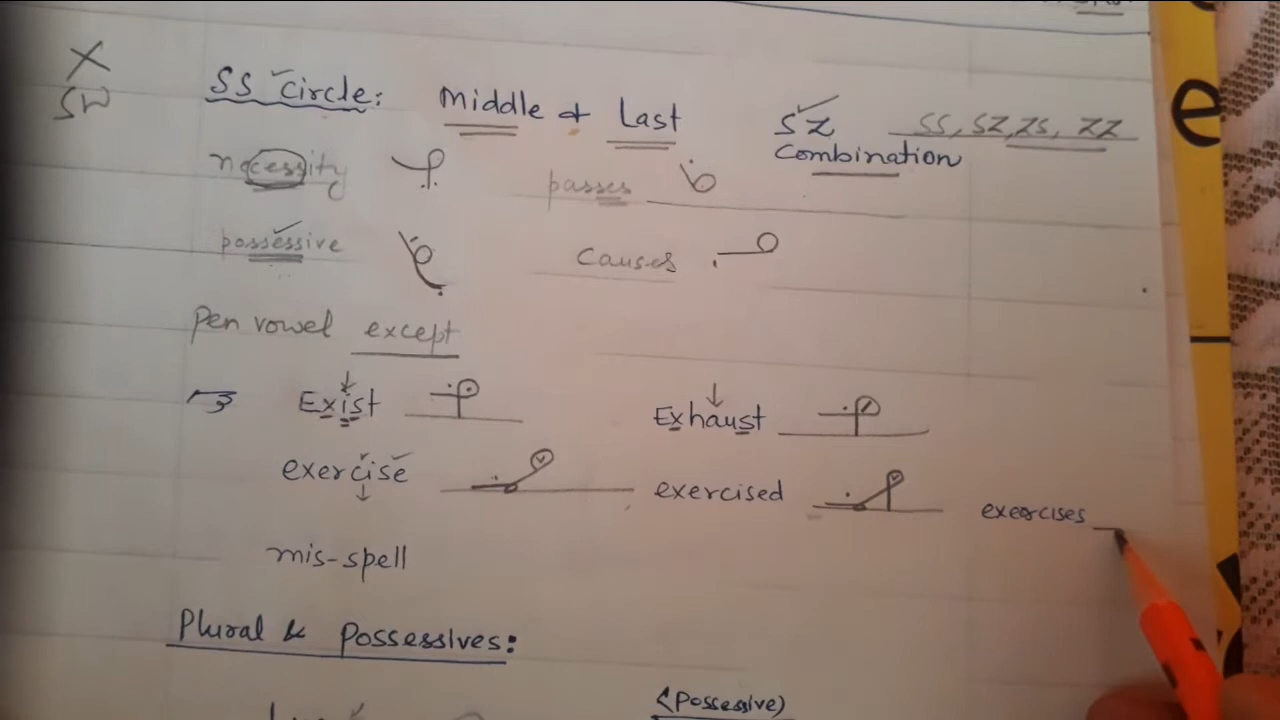 X
SW
SS Circle: Middle & Last SZ SS, SZ, ZS, ZZ
Combination
necessity passes
possessive causes
Pen vowel except
Exist Exhaust
exercise exercised exercises
mis-spell
Plural & Possessives:
(Possessive)
e